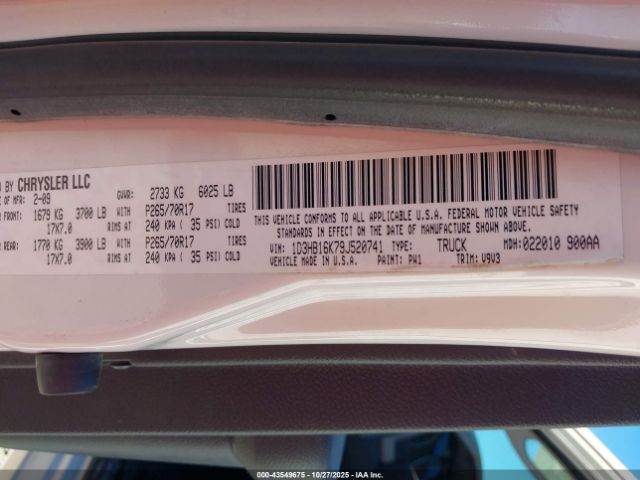 D BY CHRYSLER LLC GVWR: 2733 KG 6025 LB
OF MFR: 2-09
FRONT: 1679 KG 3700 LB WITH P265/70R17 TIRES
17X7.0 RIMS AT 240 KPA ( 35 PSI) COLD
REAR: 1770 KG 3900 LB WITH P265/70R17 TIRES
17X7.0 RIMS AT 240 KPA ( 35 PSI) COLD
THIS VEHICLE CONFORMS TO ALL APPLICABLE U.S.A. FEDERAL MOTOR VEHICLE SAFETY
STANDARDS IN EFFECT ON THE DATE OF MANUFACTURE SHOWN ABOVE.
VIN: 1D3HB16K79J520741 TYPE: TRUCK MDH: 022010 900AA
VEHICLE MADE IN U.S.A. PAINT: PW1 TRIM: V9V3
000-43549675 - 10/27/2025 - IAAI, Inc.